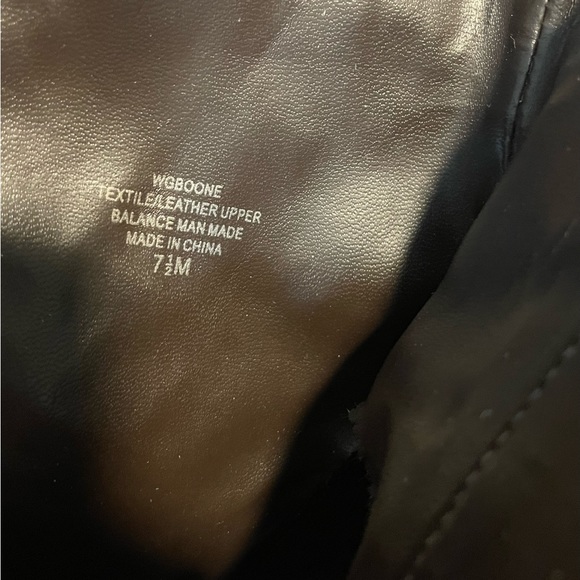 WGBOONE
TEXTILE/LEATHER UPPER
BALANCE MAN MADE
MADE IN CHINA
7½M